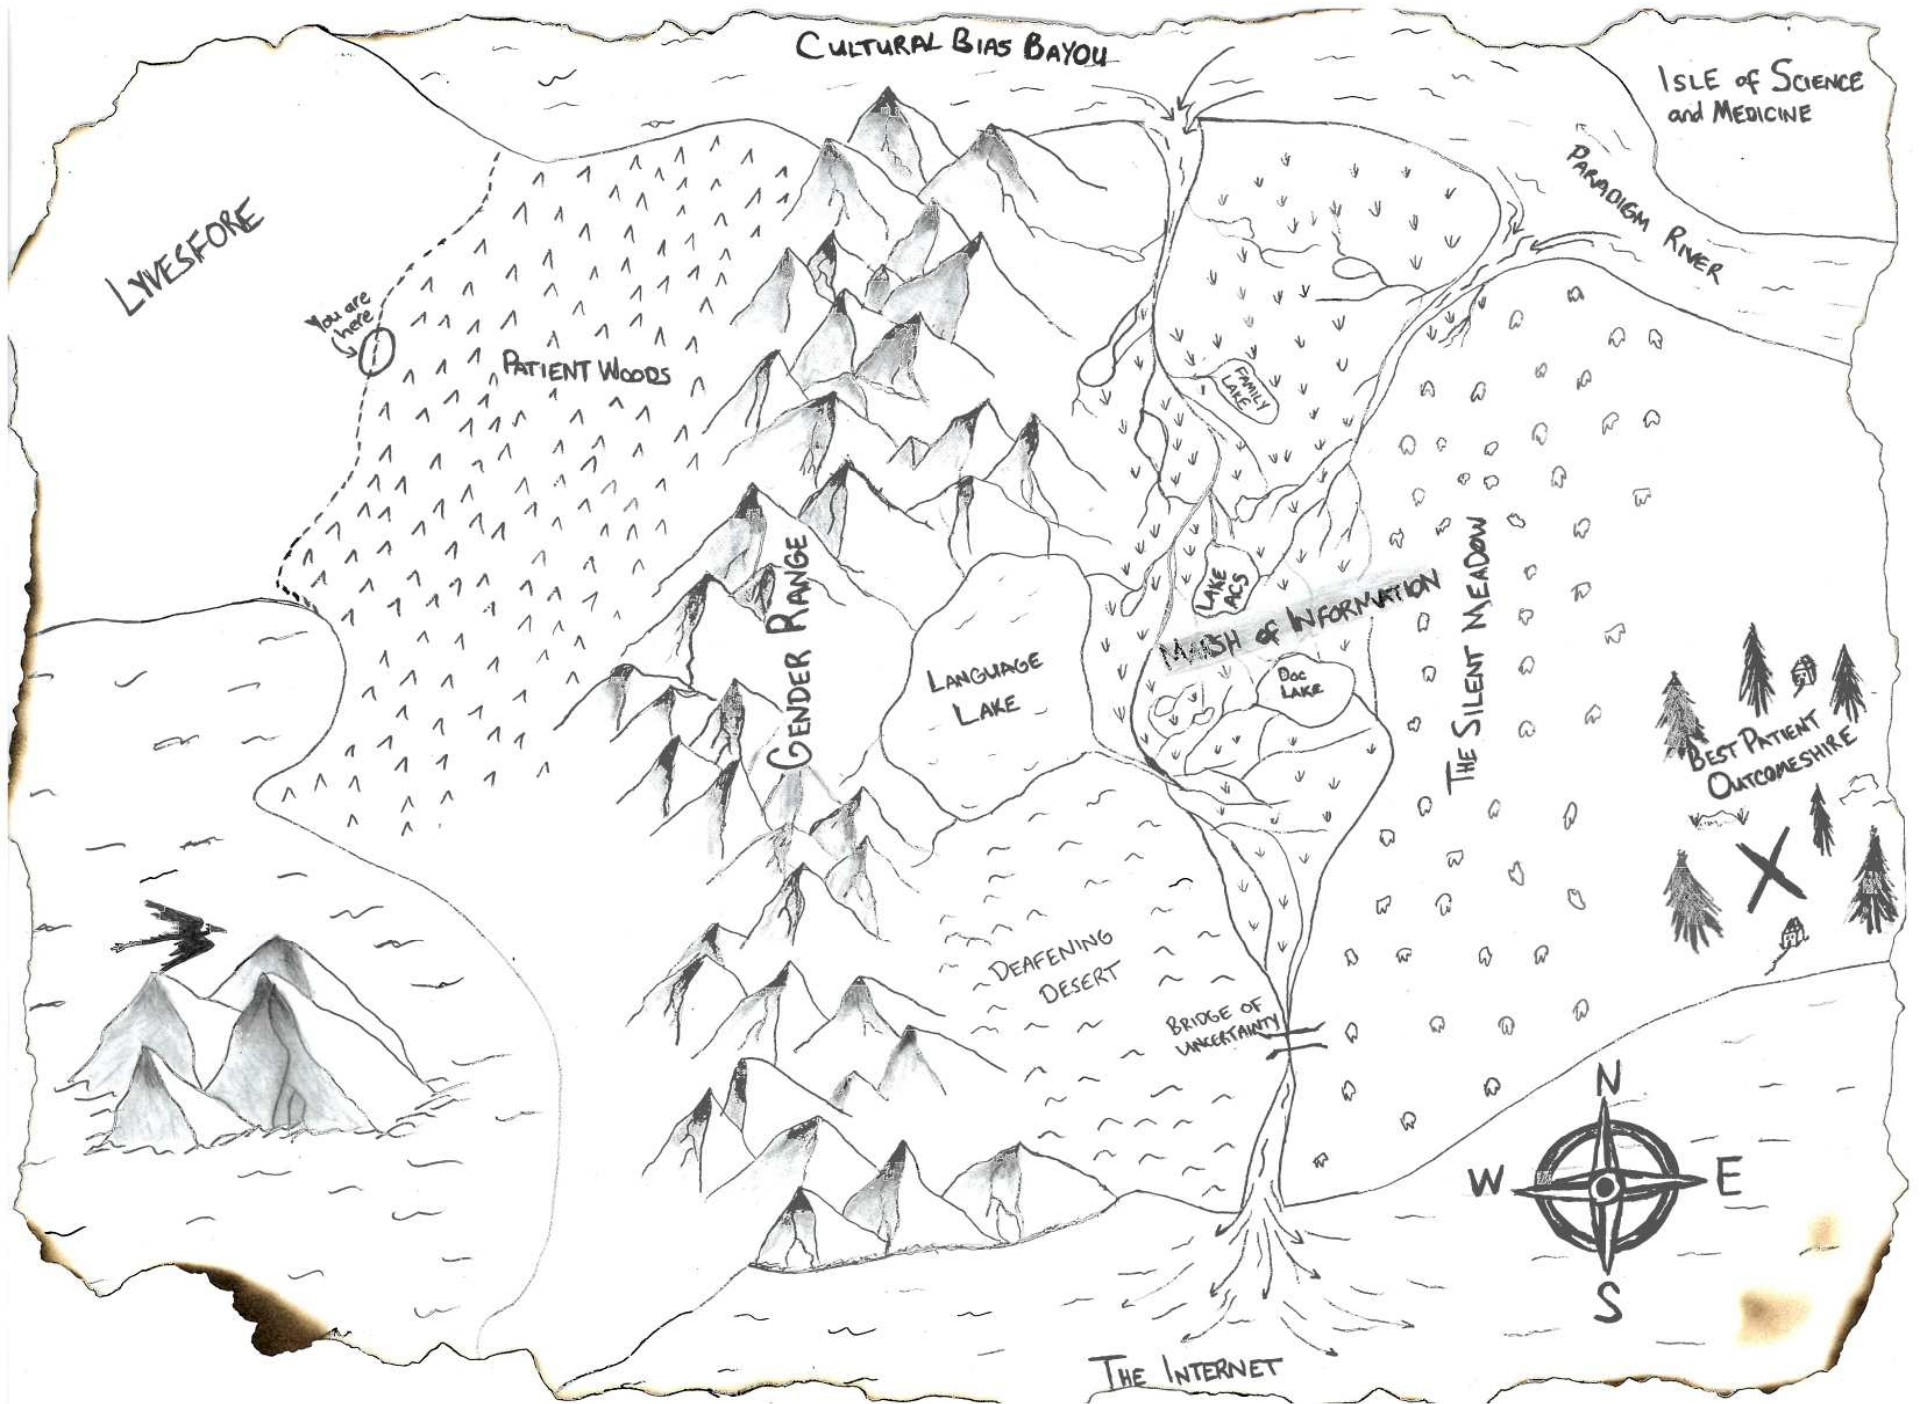 CULTURAL BIAS BAYOU
ISLE of SCIENCE
and MEDICINE
PARADIGM RIVER
LYVESFORE
You are
here
PATIENT WOODS
FAMILY
LAKE
GENDER RANGE
LAKE
ACS
MARSH of INFORMATION
THE SILENT MEADOW
LANGUAGE
LAKE
DOC
LAKE
BEST PATIENT
OUTCOMESHIRE
DEAFENING
DESERT
BRIDGE OF
UNCERTAINTY
N
W
E
S
THE INTERNET